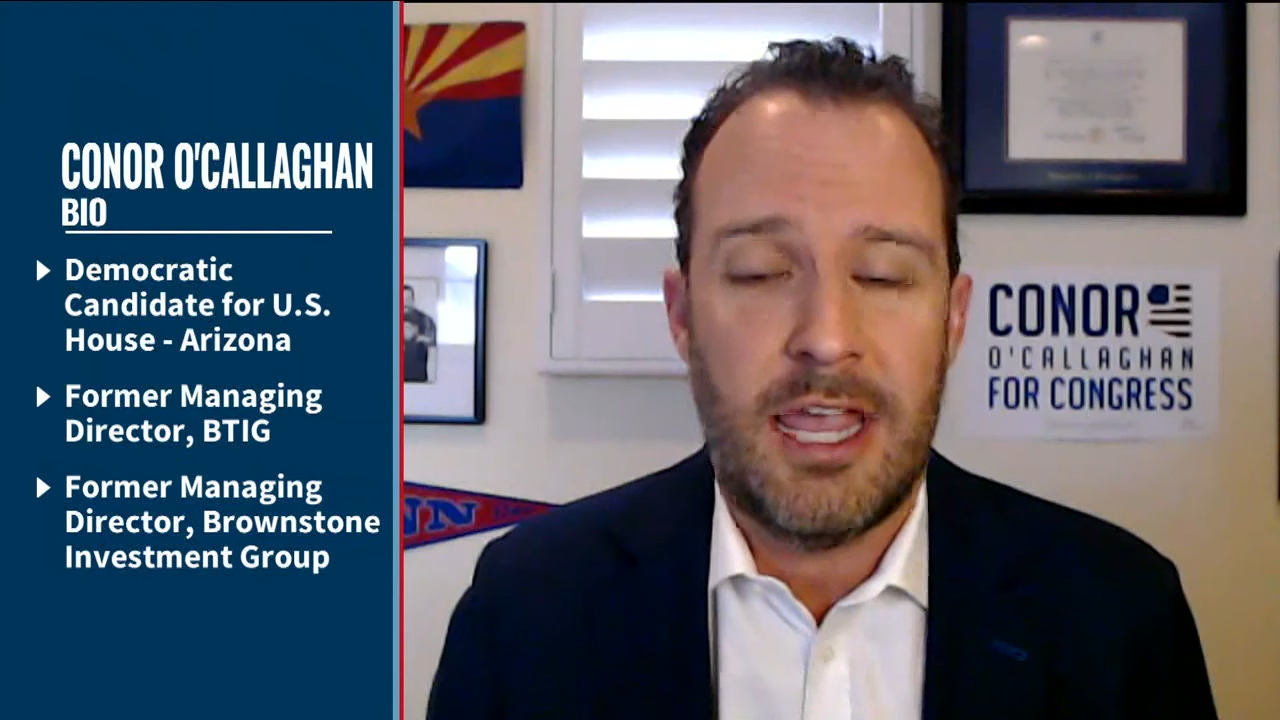 CONOR O'CALLAGHAN
BIO
Democratic
Candidate for U.S.
House - Arizona
Former Managing
Director, BTIG
Former Managing
Director, Brownstone
Investment Group
CONOR
O'CALLAGHAN
FOR CONGRESS